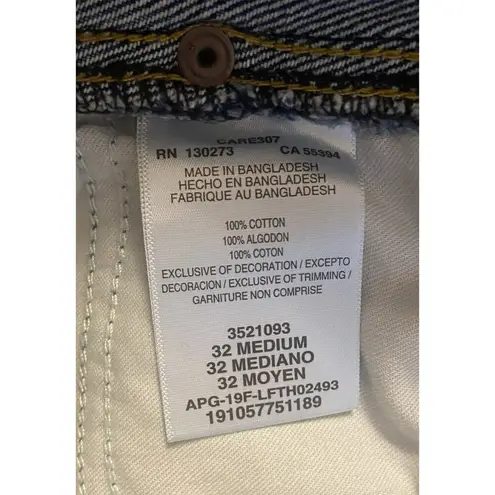 CARE307
RN 130273 CA 55394
MADE IN BANGLADESH
HECHO EN BANGLADESH
FABRIQUE AU BANGLADESH
100% COTTON
100% ALGODON
100% COTON
EXCLUSIVE OF DECORATION / EXCEPTO
DECORACION / EXCLUSIVE OF TRIMMING /
GARNITURE NON COMPRISE
3521093
32 MEDIUM
32 MEDIANO
32 MOYEN
APG-19F-LFTH02493
191057751189